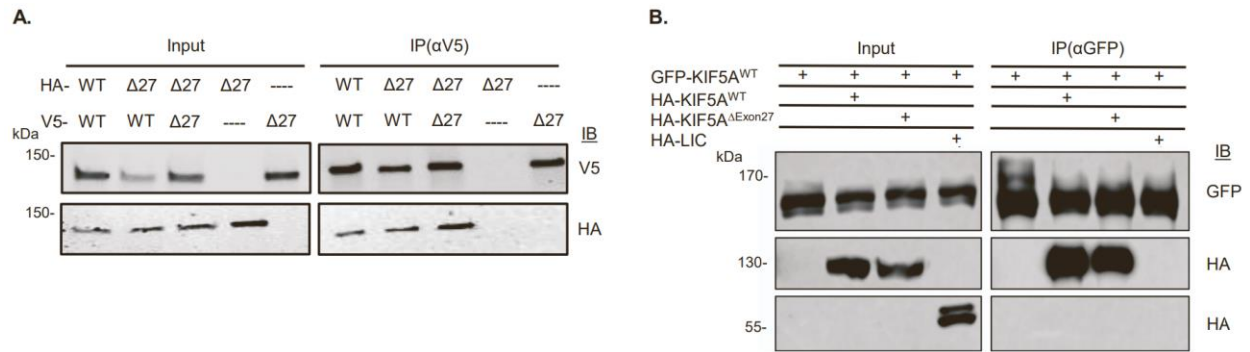 A.
Input IP(αV5)
HA- WT Δ27 Δ27 Δ27 ---- WT Δ27 Δ27 Δ27 ----
V5- WT WT Δ27 ---- Δ27 WT WT Δ27 ---- Δ27
kDa IB
150- V5
150- HA
B.
Input IP(αGFP)
GFP-KIF5A^WT + + + + + + + +
HA-KIF5A^WT + +
HA-KIF5A^ΔExon27 + +
HA-LIC + +
kDa IB
170- GFP
130- HA
55- HA